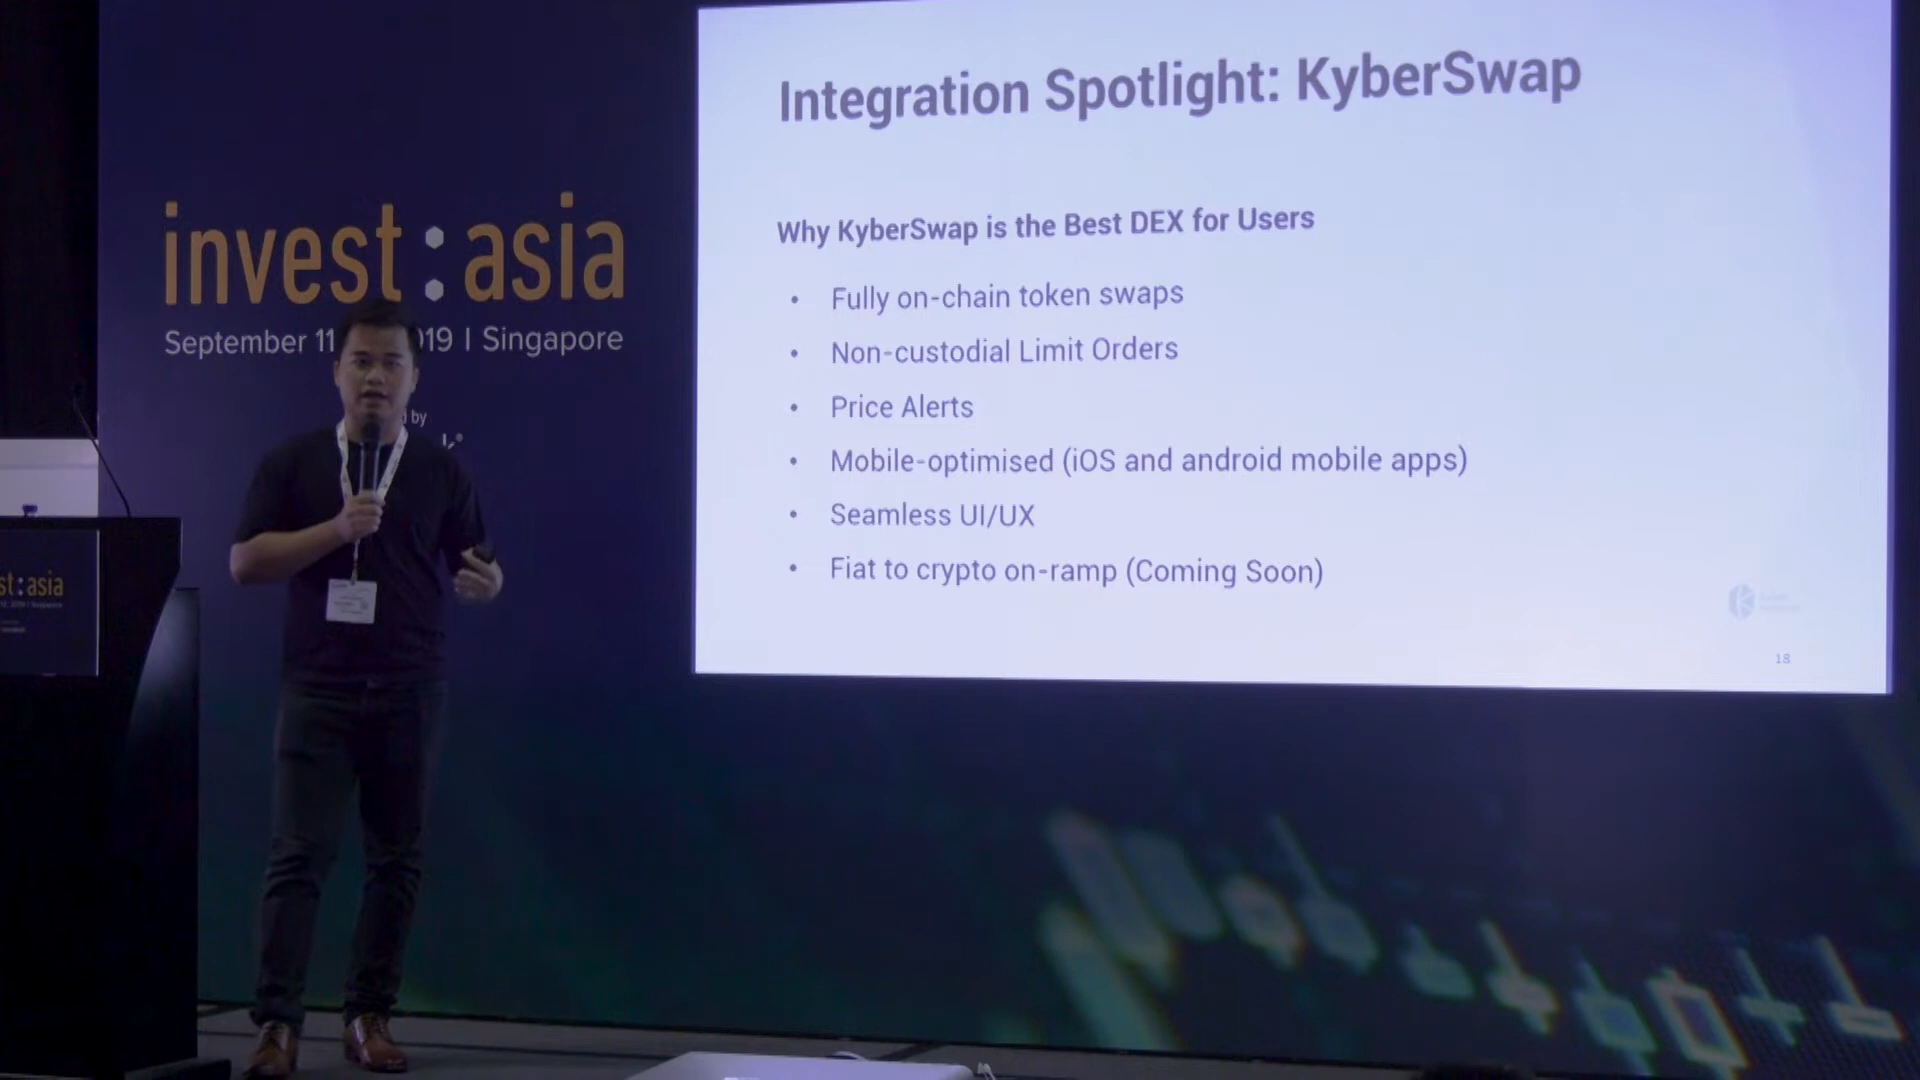 Integration Spotlight: KyberSwap
Why KyberSwap is the Best DEX for Users
• Fully on-chain token swaps
• Non-custodial Limit Orders
• Price Alerts
• Mobile-optimised (iOS and android mobile apps)
• Seamless UI/UX
• Fiat to crypto on-ramp (Coming Soon)
18
invest:asia
September 11 19 | Singapore
by
st:asia